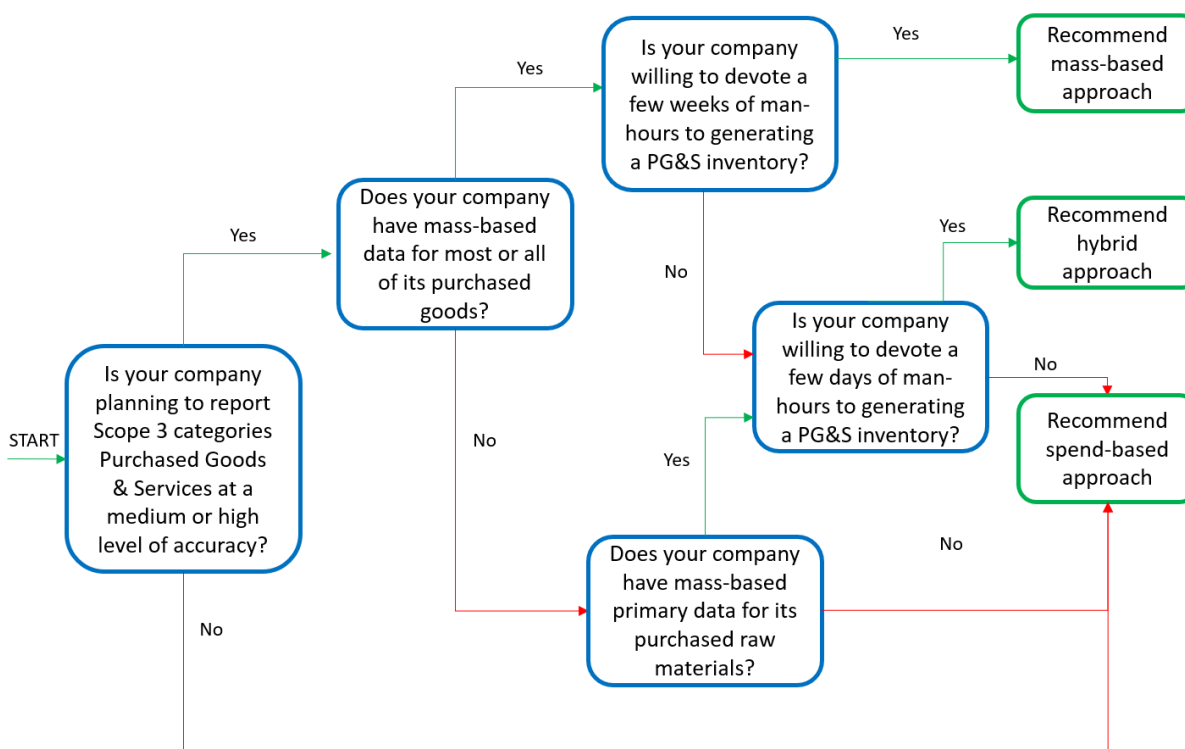 START
Is your company
planning to report
Scope 3 categories
Purchased Goods
& Services at a
medium or high
level of accuracy?
Yes
No
Does your company
have mass-based
data for most or all
of its purchased
goods?
Yes
No
Is your company
willing to devote a
few weeks of man-
hours to generating
a PG&S inventory?
Yes
No
Recommend
mass-based
approach
Does your company
have mass-based
primary data for its
purchased raw
materials?
Yes
No
Is your company
willing to devote a
few days of man-
hours to generating
a PG&S inventory?
Yes
No
Recommend
hybrid
approach
Recommend
spend-based
approach